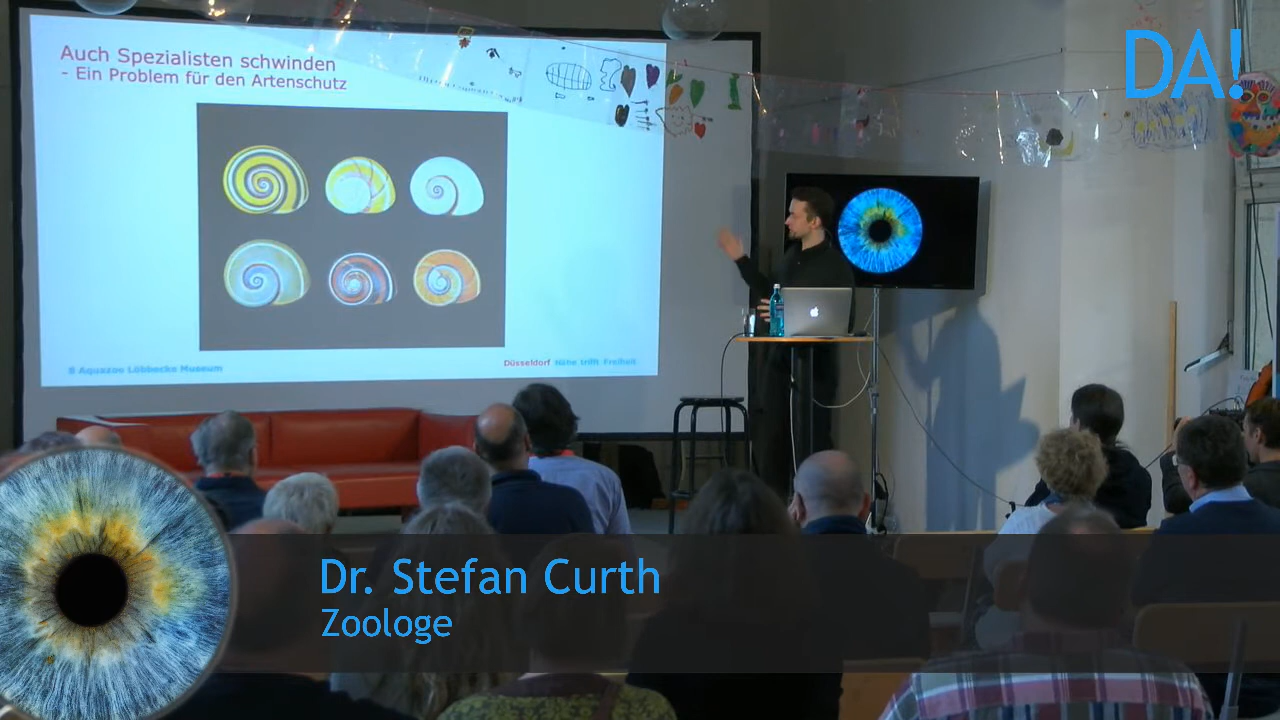 Auch Spezialisten schwinden
- Ein Problem für den Artenschutz
DA!
8 Aquazoo Löbbecke Museum
Düsseldorf Nähe trifft Freiheit
Dr. Stefan Curth
Zoologe